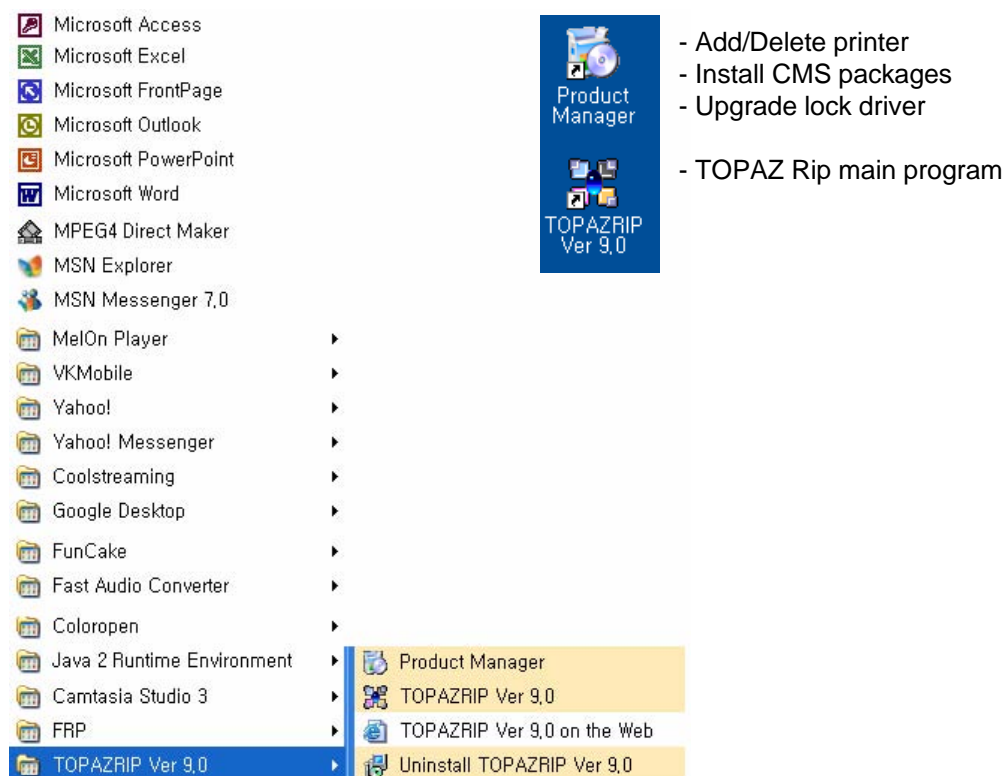 Microsoft Access
Microsoft Excel
Microsoft FrontPage
Microsoft Outlook
Microsoft PowerPoint
Microsoft Word
MPEG4 Direct Maker
MSN Explorer
MSN Messenger 7,0
MelOn Player
VKMobile
Yahoo!
Yahoo! Messenger
Coolstreaming
Google Desktop
FunCake
Fast Audio Converter
Coloropen
Java 2 Runtime Environment
Camtasia Studio 3
FRP
TOPAZRIP Ver 9,0
Product Manager
TOPAZRIP Ver 9,0
TOPAZRIP Ver 9,0 on the Web
Uninstall TOPAZRIP Ver 9,0
Product
Manager
- Add/Delete printer
- Install CMS packages
- Upgrade lock driver
TOPAZRIP
Ver 9,0
- TOPAZ Rip main program